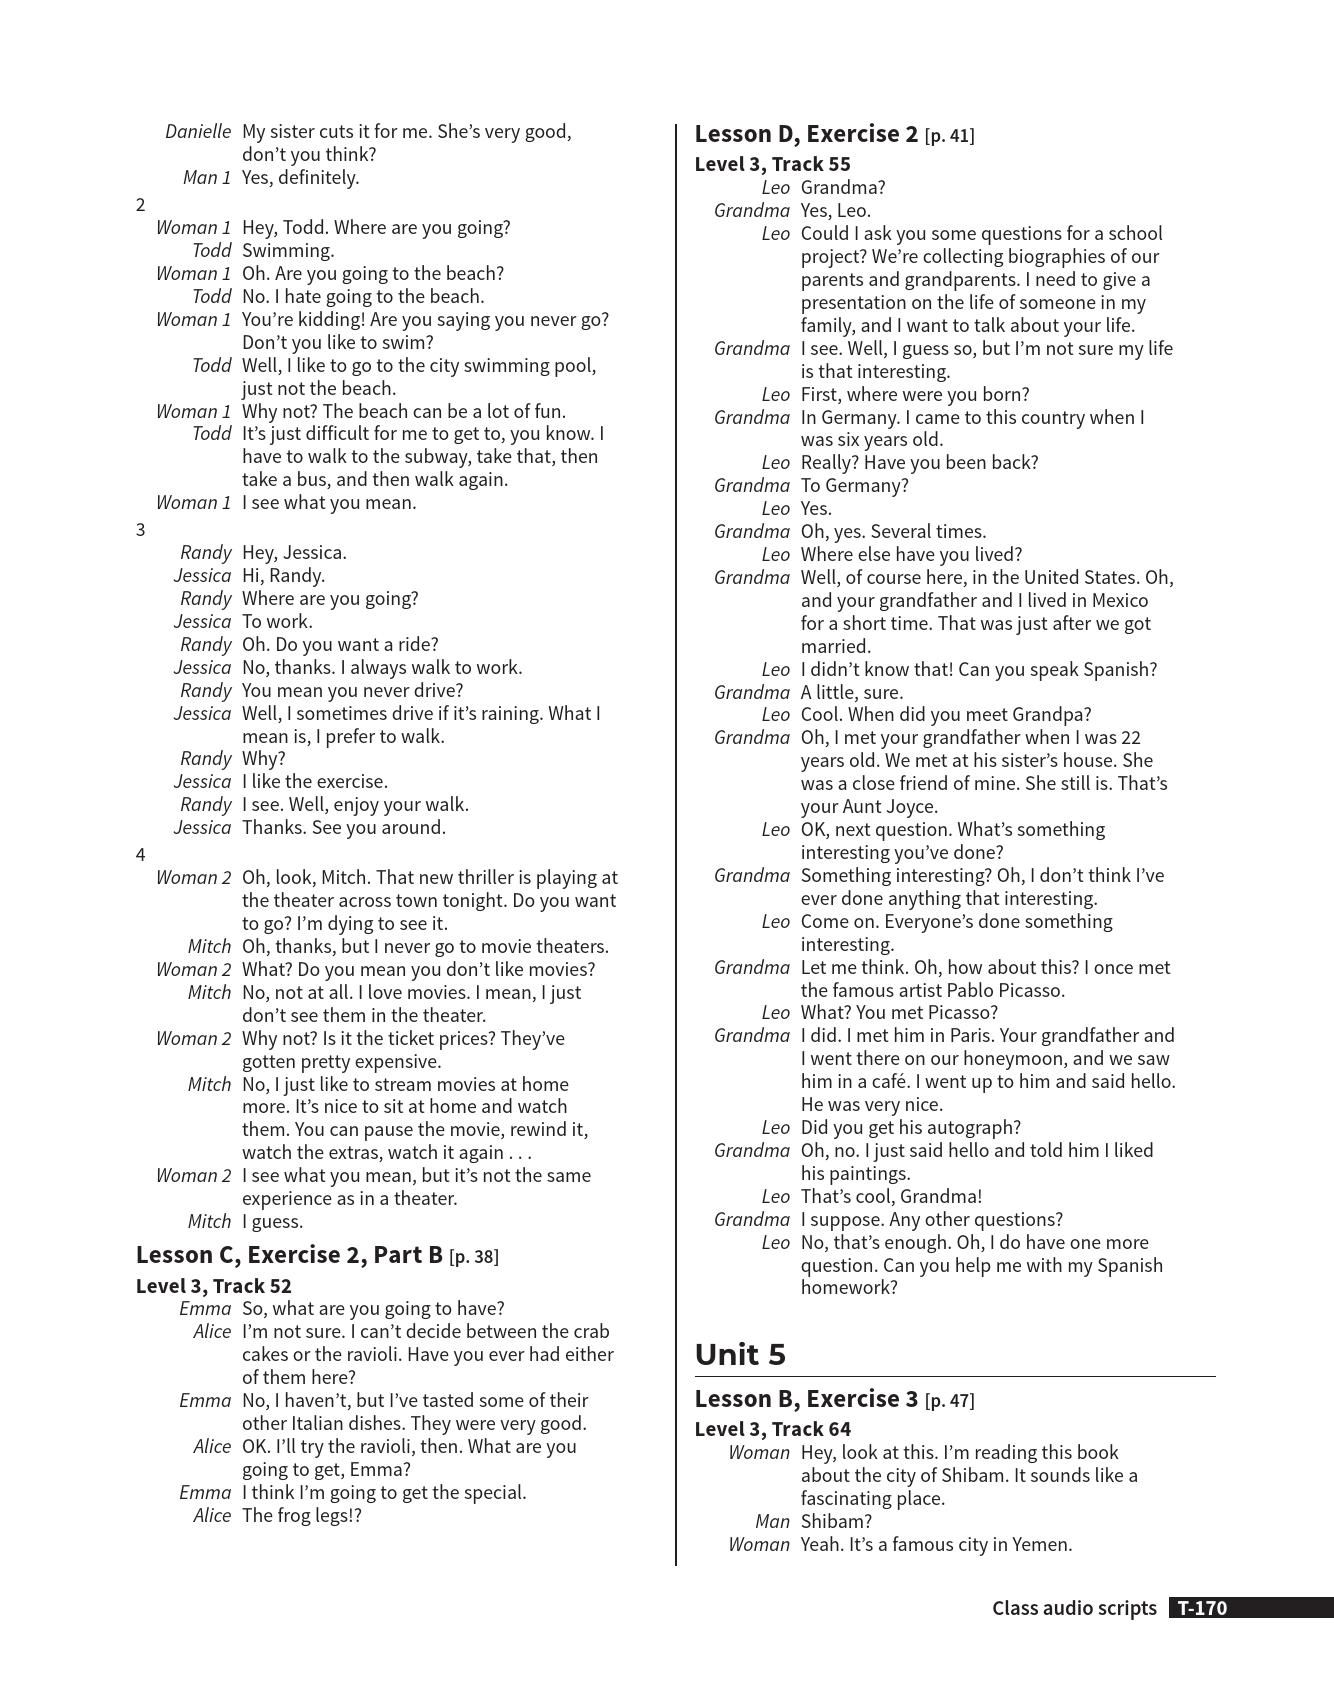 Danielle My sister cuts it for me. She’s very good,
don’t you think?
Man 1 Yes, definitely.
2
Woman 1 Hey, Todd. Where are you going?
Todd Swimming.
Woman 1 Oh. Are you going to the beach?
Todd No. I hate going to the beach.
Woman 1 You’re kidding! Are you saying you never go?
Don’t you like to swim?
Todd Well, I like to go to the city swimming pool,
just not the beach.
Woman 1 Why not? The beach can be a lot of fun.
Todd It’s just difficult for me to get to, you know. I
have to walk to the subway, take that, then
take a bus, and then walk again.
Woman 1 I see what you mean.
3
Randy Hey, Jessica.
Jessica Hi, Randy.
Randy Where are you going?
Jessica To work.
Randy Oh. Do you want a ride?
Jessica No, thanks. I always walk to work.
Randy You mean you never drive?
Jessica Well, I sometimes drive if it’s raining. What I
mean is, I prefer to walk.
Randy Why?
Jessica I like the exercise.
Randy I see. Well, enjoy your walk.
Jessica Thanks. See you around.
4
Woman 2 Oh, look, Mitch. That new thriller is playing at
the theater across town tonight. Do you want
to go? I’m dying to see it.
Mitch Oh, thanks, but I never go to movie theaters.
Woman 2 What? Do you mean you don’t like movies?
Mitch No, not at all. I love movies. I mean, I just
don’t see them in the theater.
Woman 2 Why not? Is it the ticket prices? They’ve
gotten pretty expensive.
Mitch No, I just like to stream movies at home
more. It’s nice to sit at home and watch
them. You can pause the movie, rewind it,
watch the extras, watch it again . . .
Woman 2 I see what you mean, but it’s not the same
experience as in a theater.
Mitch I guess.
Lesson C, Exercise 2, Part B [p. 38]
Level 3, Track 52
Emma So, what are you going to have?
Alice I’m not sure. I can’t decide between the crab
cakes or the ravioli. Have you ever had either
of them here?
Emma No, I haven’t, but I’ve tasted some of their
other Italian dishes. They were very good.
Alice OK. I’ll try the ravioli, then. What are you
going to get, Emma?
Emma I think I’m going to get the special.
Alice The frog legs!?
Lesson D, Exercise 2 [p. 41]
Level 3, Track 55
Leo Grandma?
Grandma Yes, Leo.
Leo Could I ask you some questions for a school
project? We’re collecting biographies of our
parents and grandparents. I need to give a
presentation on the life of someone in my
family, and I want to talk about your life.
Grandma I see. Well, I guess so, but I’m not sure my life
is that interesting.
Leo First, where were you born?
Grandma In Germany. I came to this country when I
was six years old.
Leo Really? Have you been back?
Grandma To Germany?
Leo Yes.
Grandma Oh, yes. Several times.
Leo Where else have you lived?
Grandma Well, of course here, in the United States. Oh,
and your grandfather and I lived in Mexico
for a short time. That was just after we got
married.
Leo I didn’t know that! Can you speak Spanish?
Grandma A little, sure.
Leo Cool. When did you meet Grandpa?
Grandma Oh, I met your grandfather when I was 22
years old. We met at his sister’s house. She
was a close friend of mine. She still is. That’s
your Aunt Joyce.
Leo OK, next question. What’s something
interesting you’ve done?
Grandma Something interesting? Oh, I don’t think I’ve
ever done anything that interesting.
Leo Come on. Everyone’s done something
interesting.
Grandma Let me think. Oh, how about this? I once met
the famous artist Pablo Picasso.
Leo What? You met Picasso?
Grandma I did. I met him in Paris. Your grandfather and
I went there on our honeymoon, and we saw
him in a café. I went up to him and said hello.
He was very nice.
Leo Did you get his autograph?
Grandma Oh, no. I just said hello and told him I liked
his paintings.
Leo That’s cool, Grandma!
Grandma I suppose. Any other questions?
Leo No, that’s enough. Oh, I do have one more
question. Can you help me with my Spanish
homework?
Unit 5
Lesson B, Exercise 3 [p. 47]
Level 3, Track 64
Woman Hey, look at this. I’m reading this book
about the city of Shibam. It sounds like a
fascinating place.
Man Shibam?
Woman Yeah. It’s a famous city in Yemen.
Class audio scripts T-170